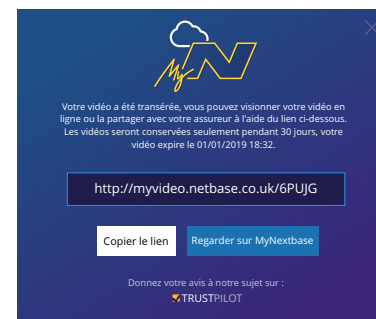 MyN
Votre vidéo a été transérée, vous pouvez visionner votre vidéo en
ligne ou la partager avec votre assureur à l'aide du lien ci-dessous.
Les vidéos seront conservées seulement pendant 30 jours, votre
vidéo expire le 01/01/2019 18:32.
http://myvideo.netbase.co.uk/6PUJG
Copier le lien
Regarder sur MyNextbase
Donnez votre avis à notre sujet sur :
TRUSTPILOT